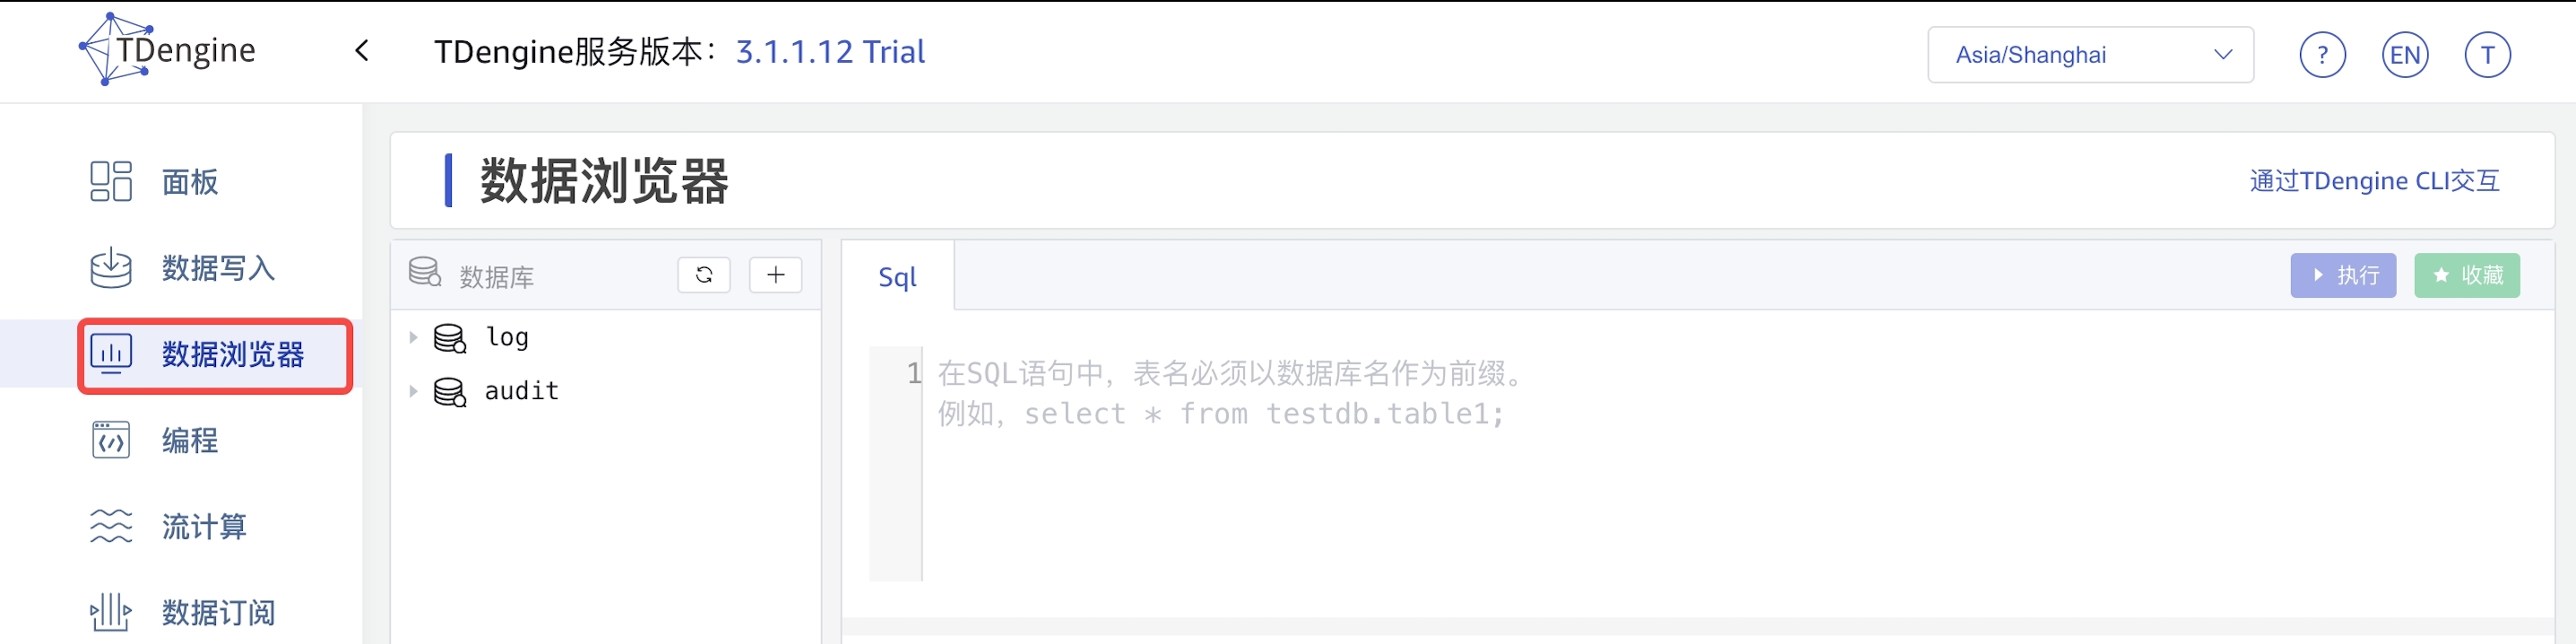 TDengine
TDengine服务版本：3.1.1.12 Trial
Asia/Shanghai
?
EN
T
面板
数据写入
数据浏览器
编程
流计算
数据订阅
数据浏览器
通过TDengine CLI交互
数据库
log
audit
Sql
执行
收藏
1 在SQL语句中，表名必须以数据库名作为前缀。
例如，select * from testdb.table1;